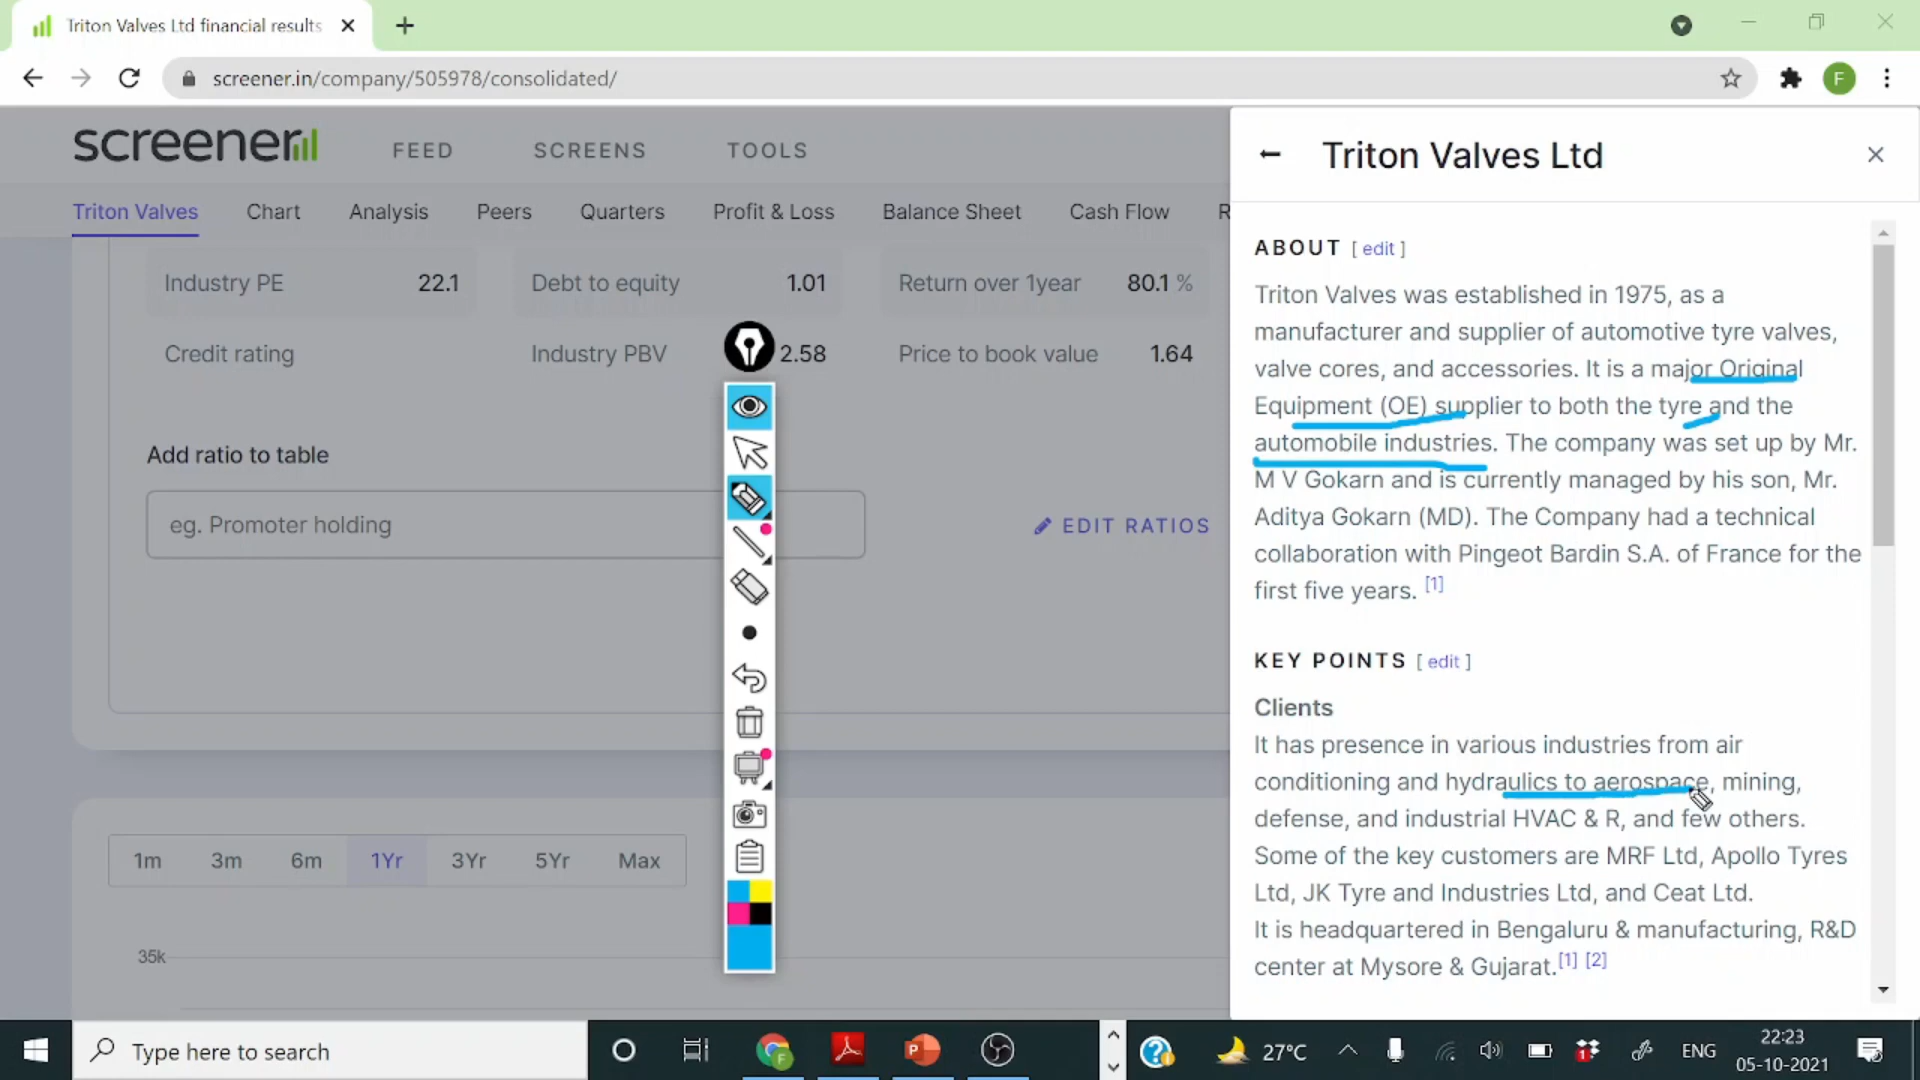 Triton Valves Ltd financial results
screener.in/company/505978/consolidated/
F
screener
FEED
SCREENS
TOOLS
Triton Valves
Chart
Analysis
Peers
Quarters
Profit & Loss
Balance Sheet
Cash Flow
R
Industry PE
22.1
Debt to equity
1.01
Return over 1year
80.1 %
Credit rating
Industry PBV
2.58
Price to book value
1.64
Add ratio to table
eg. Promoter holding
EDIT RATIOS
1m
3m
6m
1Yr
3Yr
5Yr
Max
35k
Triton Valves Ltd
ABOUT [ edit ]
Triton Valves was established in 1975, as a
manufacturer and supplier of automotive tyre valves,
valve cores, and accessories. It is a major Original
Equipment (OE) supplier to both the tyre and the
automobile industries. The company was set up by Mr.
M V Gokarn and is currently managed by his son, Mr.
Aditya Gokarn (MD). The Company had a technical
collaboration with Pingeot Bardin S.A. of France for the
first five years. [1]
KEY POINTS [ edit ]
Clients
It has presence in various industries from air
conditioning and hydraulics to aerospace, mining,
defense, and industrial HVAC & R, and few others.
Some of the key customers are MRF Ltd, Apollo Tyres
Ltd, JK Tyre and Industries Ltd, and Ceat Ltd.
It is headquartered in Bengaluru & manufacturing, R&D
center at Mysore & Gujarat.[1] [2]
Type here to search
27°C
ENG
22:23
05-10-2021